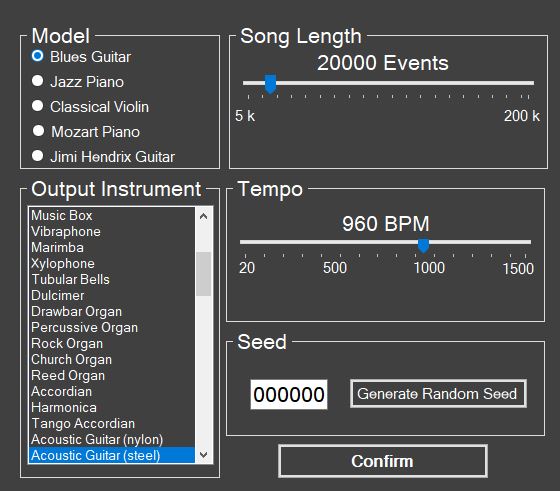 Model
Blues Guitar
Jazz Piano
Classical Violin
Mozart Piano
Jimi Hendrix Guitar
Song Length
20000 Events
5 k 200 k
Output Instrument
Music Box
Vibraphone
Marimba
Xylophone
Tubular Bells
Dulcimer
Drawbar Organ
Percussive Organ
Rock Organ
Church Organ
Reed Organ
Accordian
Harmonica
Tango Accordian
Acoustic Guitar (nylon)
Acoustic Guitar (steel)
Tempo
960 BPM
20 500 1000 1500
Seed
000000 Generate Random Seed
Confirm